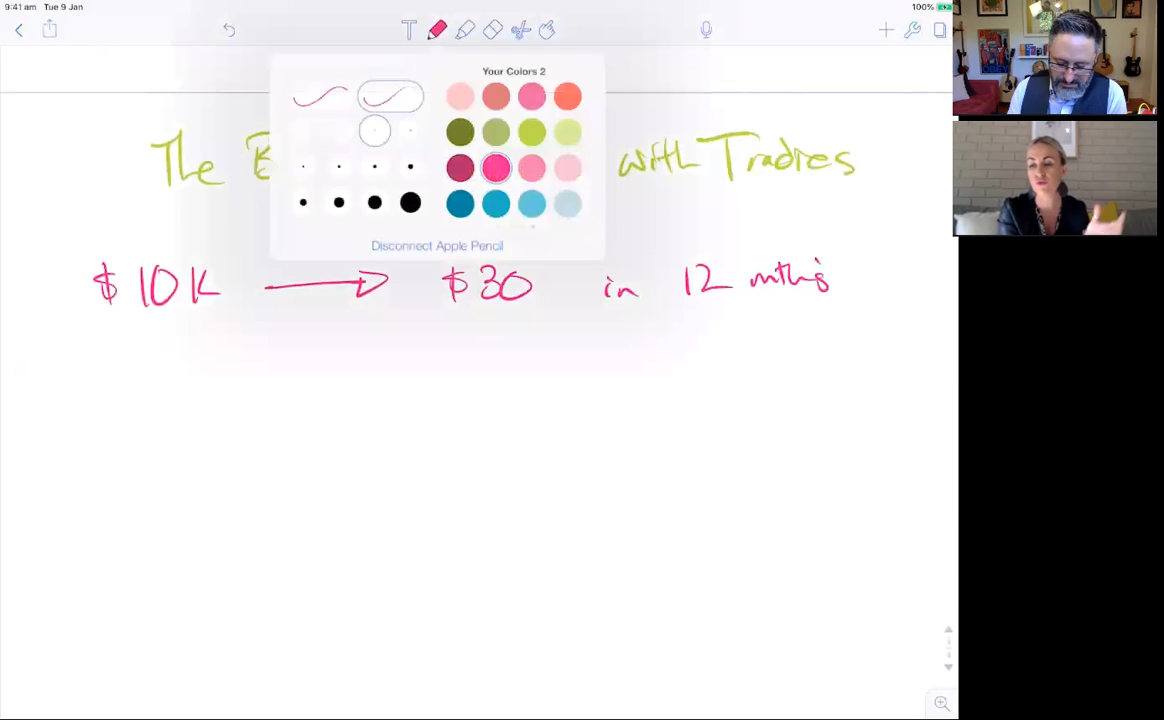 9:41 am Tue 9 Jan
100%
T
Your Colors 2
The with Tradies
Disconnect Apple Pencil
$10K → $30 in 12 mths
OBEY